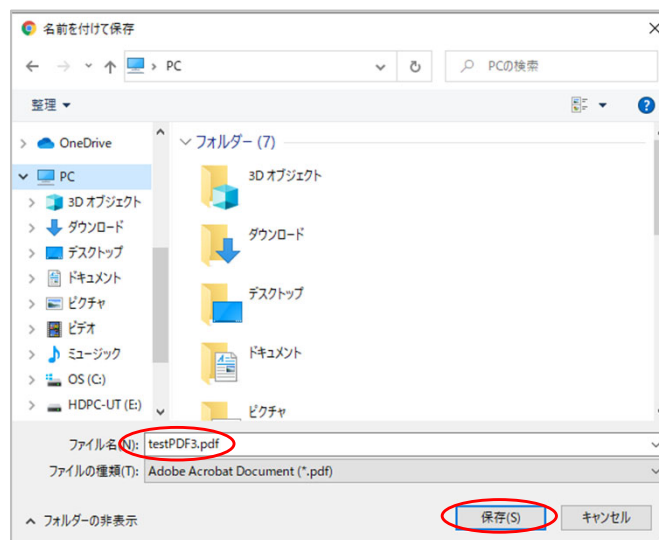 名前を付けて保存
PC
PCの検索
整理
OneDrive
PC
3D オブジェクト
ダウンロード
デスクトップ
ドキュメント
ピクチャ
ビデオ
ミュージック
OS (C:)
HDPC-UT (E:)
フォルダー (7)
3D オブジェクト
ダウンロード
デスクトップ
ドキュメント
ピクチャ
ファイル名(N): testPDF3.pdf
ファイルの種類(T): Adobe Acrobat Document (*.pdf)
フォルダーの非表示 保存(S) キャンセル